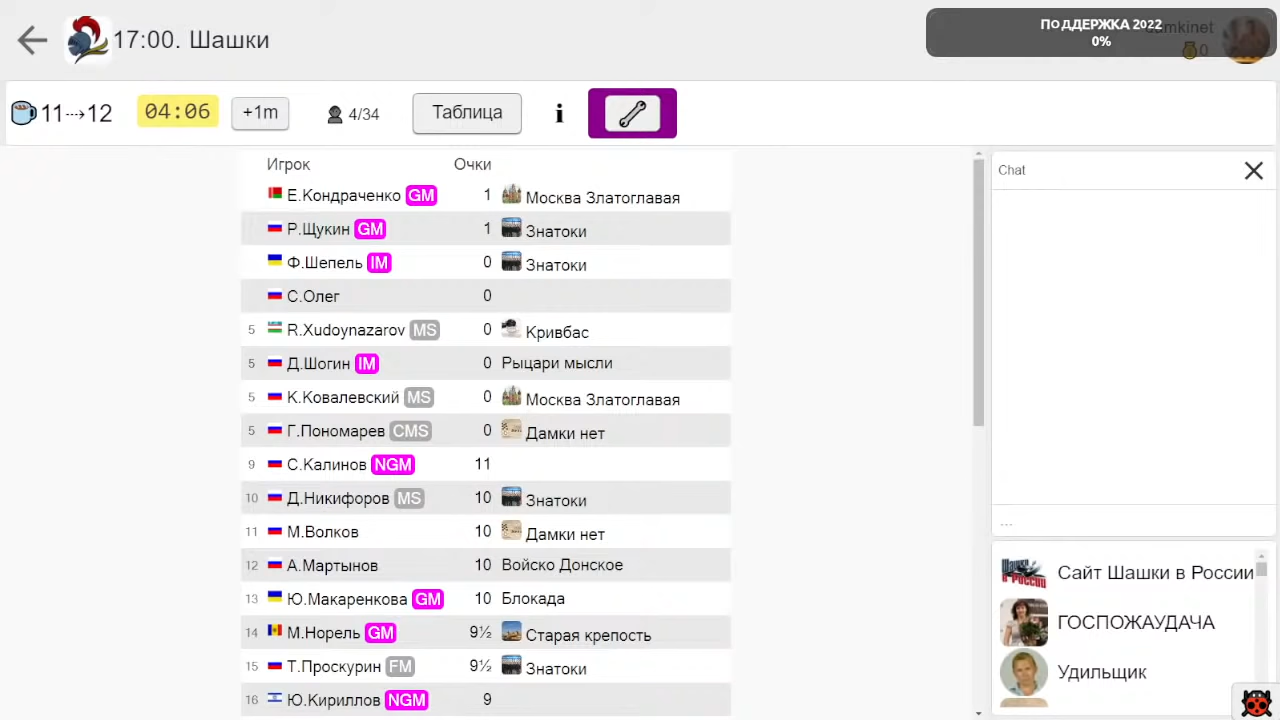 17:00. Шашки
ПОДДЕРЖКА 2022
0%
0
11⇢12 04:06 +1m 4/34 Таблица i
Игрок Очки
Е.Кондраченко GM 1 Москва Златоглавая
Р.Щукин GM 1 Знатоки
Ф.Шепель IM 0 Знатоки
С.Олег 0
5 R.Xudoynazarov MS 0 Кривбас
5 Д.Шогин IM 0 Рыцари мысли
5 К.Ковалевский MS 0 Москва Златоглавая
5 Г.Пономарев CMS 0 Дамки нет
9 С.Калинов NGM 11
10 Д.Никифоров MS 10 Знатоки
11 М.Волков 10 Дамки нет
12 А.Мартынов 10 Войско Донское
13 Ю.Макаренкова GM 10 Блокада
14 М.Норель GM 9½ Старая крепость
15 Т.Проскурин FM 9½ Знатоки
16 Ю.Кириллов NGM 9
Chat
...
Сайт Шашки в России
ГОСПОЖАУДАЧА
Удильщик